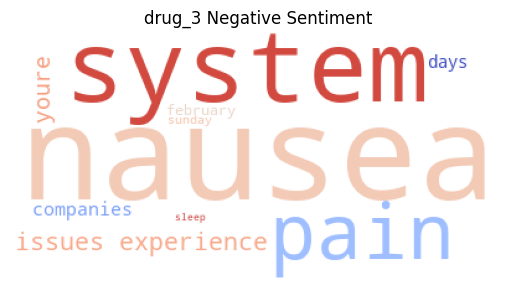 drug_3 Negative Sentiment
system
days
youre
february
sunday
nausea
companies
sleep
pain
issues experience